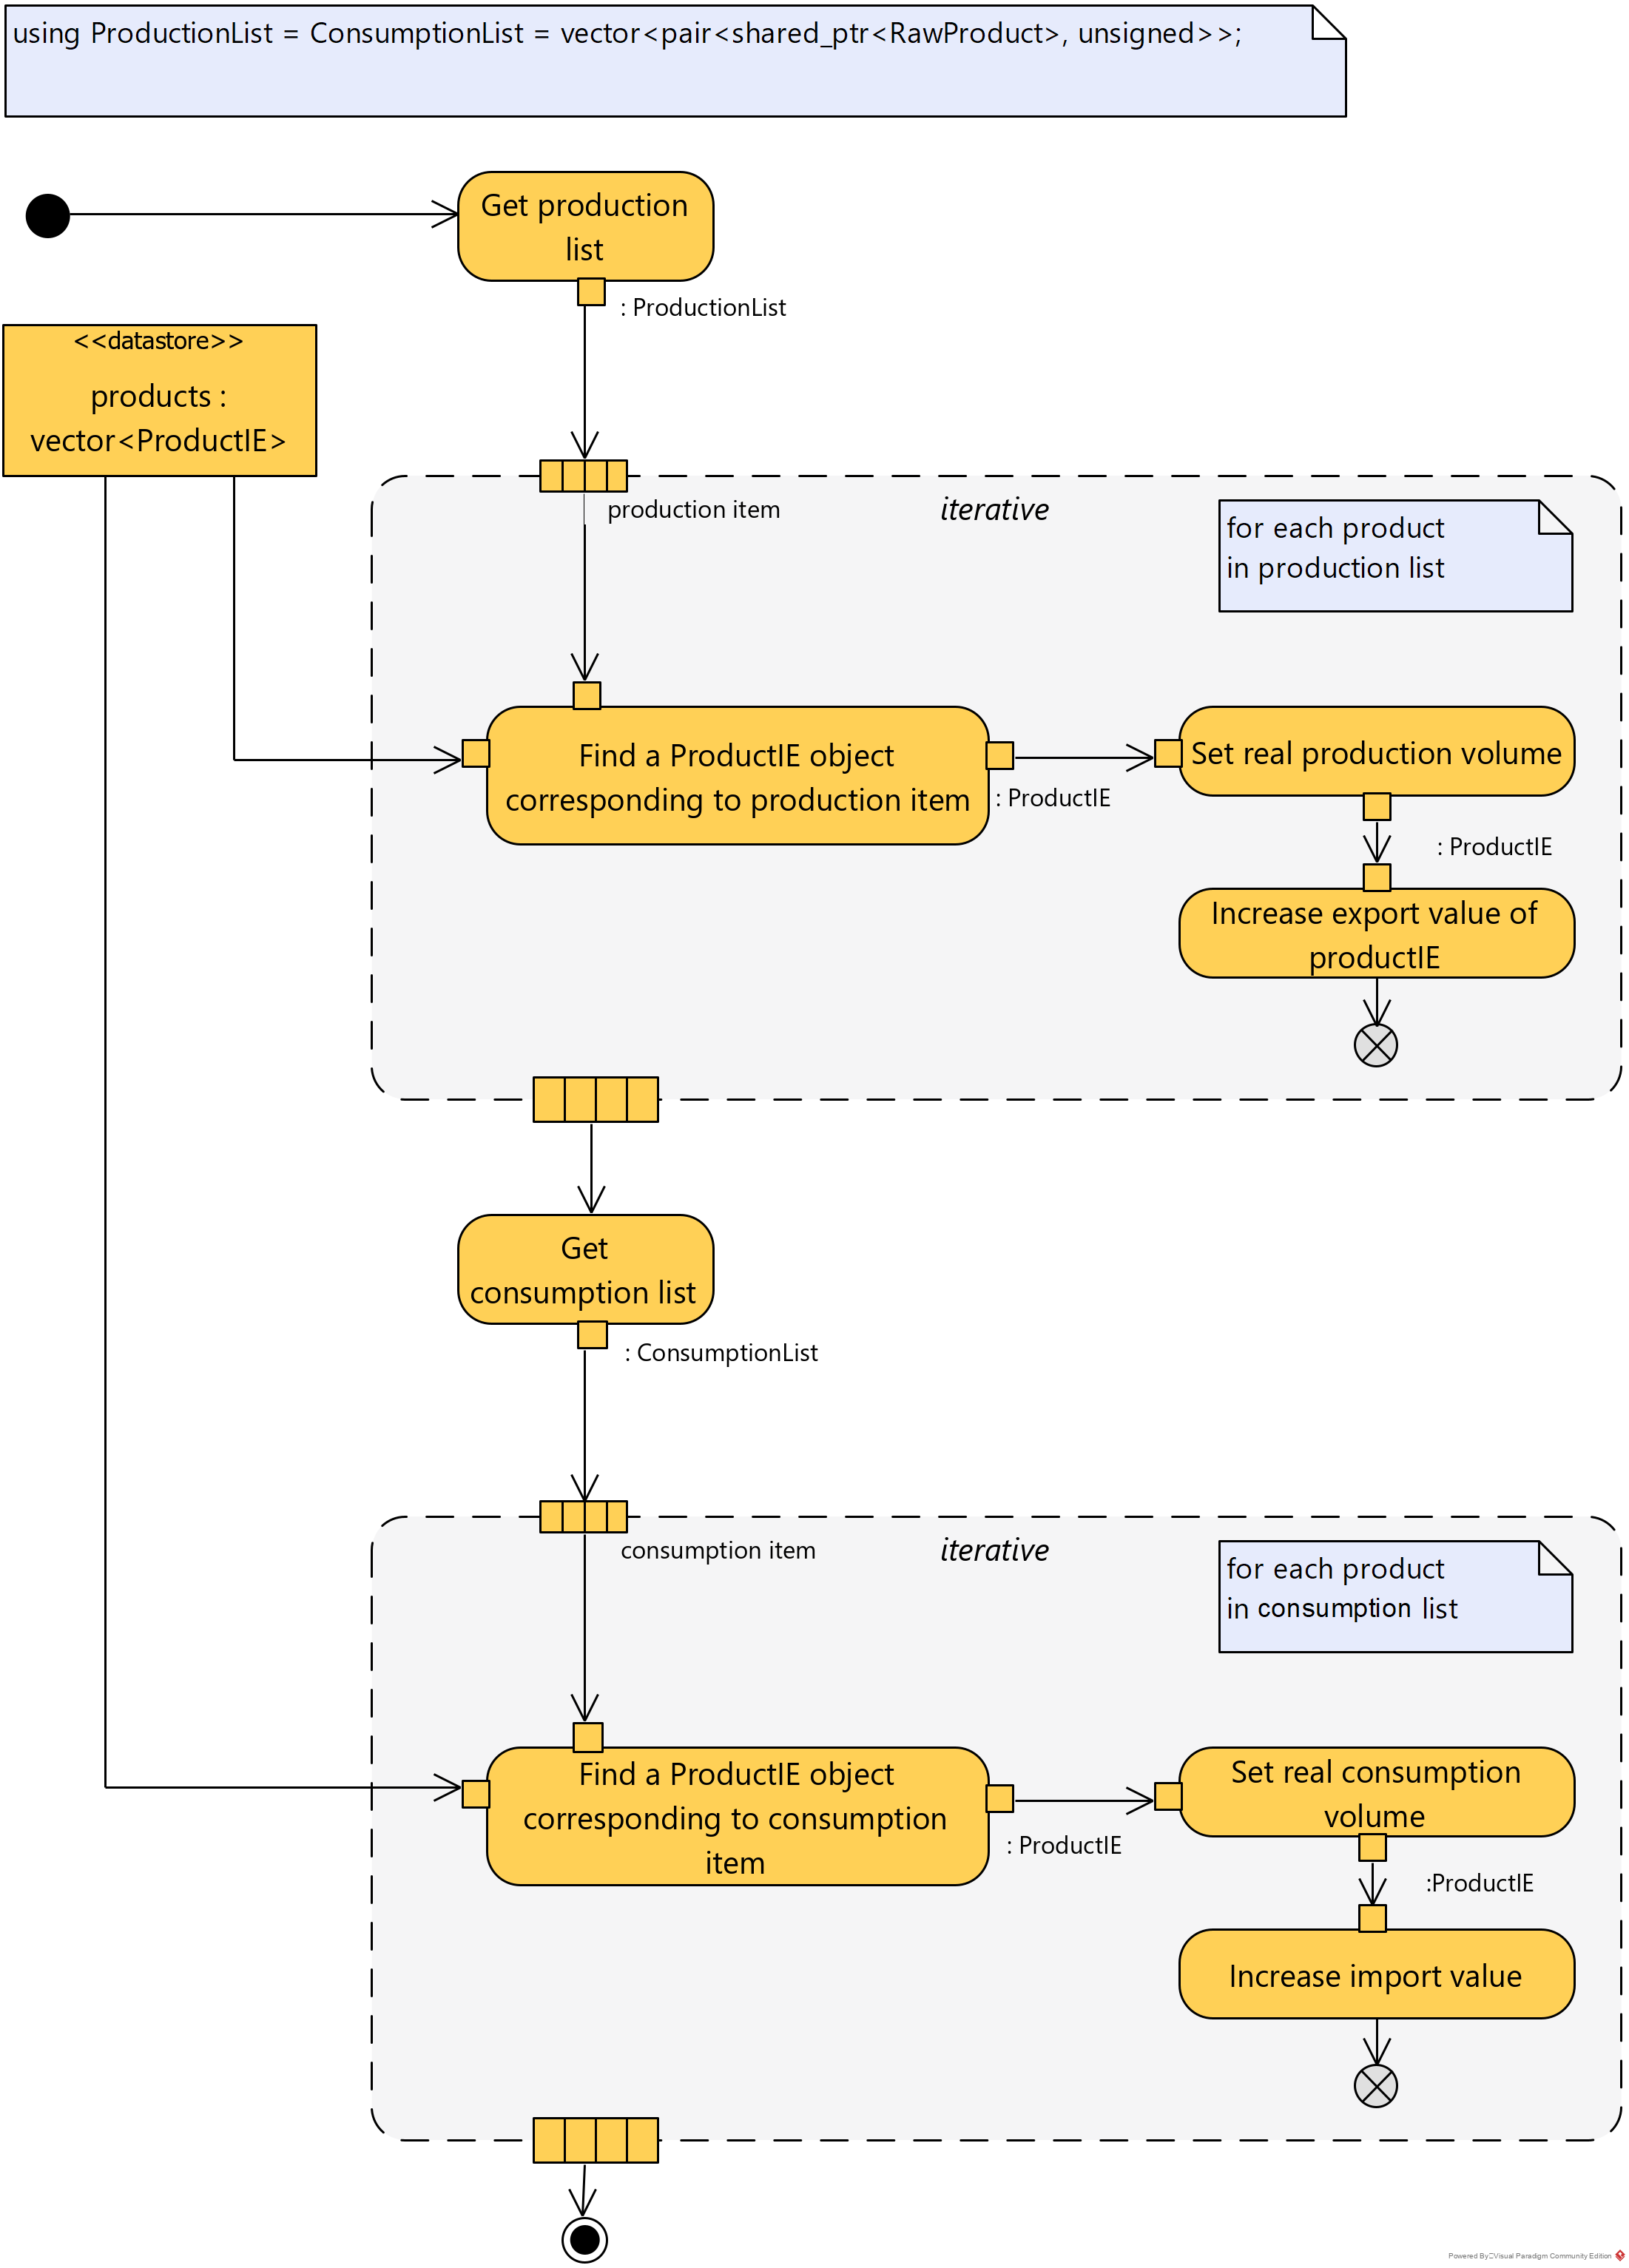 using ProductionList = ConsumptionList = vector<pair<shared_ptr<RawProduct>, unsigned>>;
Get production
list
: ProductionList
<<datastore>>
products :
vector<ProductIE>
production item
iterative
for each product
in production list
Find a ProductIE object
corresponding to production item
: ProductIE
Set real production volume
: ProductIE
Increase export value of
productIE
Get
consumption list
: ConsumptionList
consumption item
iterative
for each product
in consumption list
Find a ProductIE object
corresponding to consumption
item
: ProductIE
Set real consumption
volume
:ProductIE
Increase import value
Powered By Visual Paradigm Community Edition